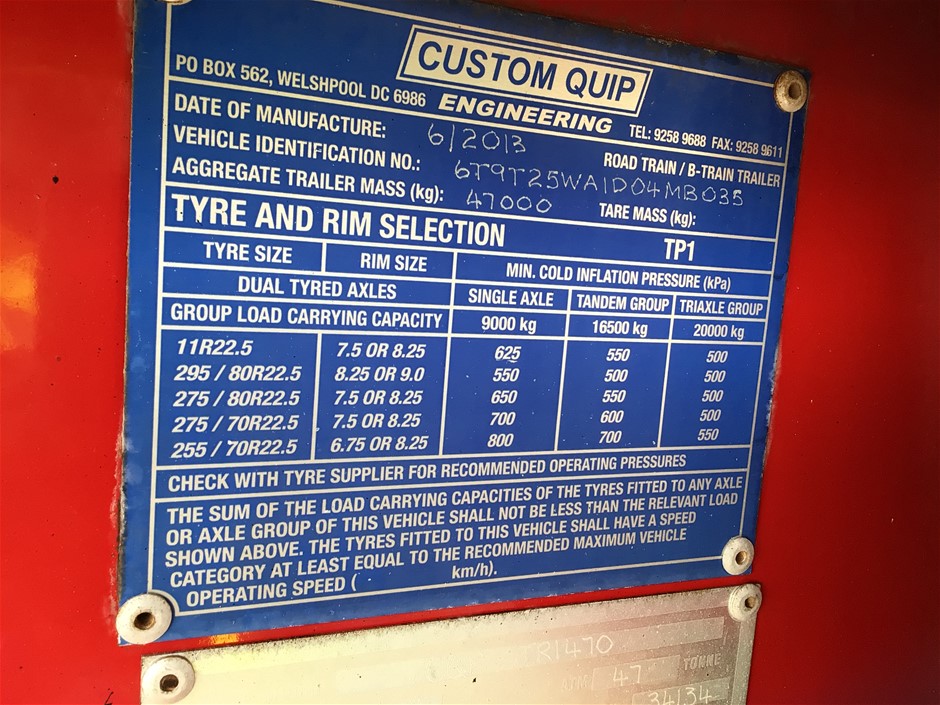 CUSTOM QUIP
ENGINEERING
PO BOX 562, WELSHPOOL DC 6986
TEL: 9258 9688 FAX: 9258 9611
DATE OF MANUFACTURE: 6/2013
ROAD TRAIN / B-TRAIN TRAILER
VEHICLE IDENTIFICATION NO.: 6T9T25WA1D04MB035
AGGREGATE TRAILER MASS (kg): 47000 TARE MASS (kg):
TYRE AND RIM SELECTION TP1
TYRE SIZE RIM SIZE MIN. COLD INFLATION PRESSURE (kPa)
DUAL TYRED AXLES SINGLE AXLE TANDEM GROUP TRIAXLE GROUP
GROUP LOAD CARRYING CAPACITY 9000 kg 16500 kg 20000 kg
11R22.5 7.5 OR 8.25 625 550 500
295 / 80R22.5 8.25 OR 9.0 550 500 500
275 / 80R22.5 7.5 OR 8.25 650 550 500
275 / 70R22.5 7.5 OR 8.25 700 600 500
255 / 70R22.5 6.75 OR 8.25 800 700 550
CHECK WITH TYRE SUPPLIER FOR RECOMMENDED OPERATING PRESSURES
THE SUM OF THE LOAD CARRYING CAPACITIES OF THE TYRES FITTED TO ANY AXLE
OR AXLE GROUP OF THIS VEHICLE SHALL NOT BE LESS THAN THE RELEVANT LOAD
SHOWN ABOVE. THE TYRES FITTED TO THIS VEHICLE SHALL HAVE A SPEED
CATEGORY AT LEAST EQUAL TO THE RECOMMENDED MAXIMUM VEHICLE
OPERATING SPEED ( km/h).
TR1470
47 TONNE
34134